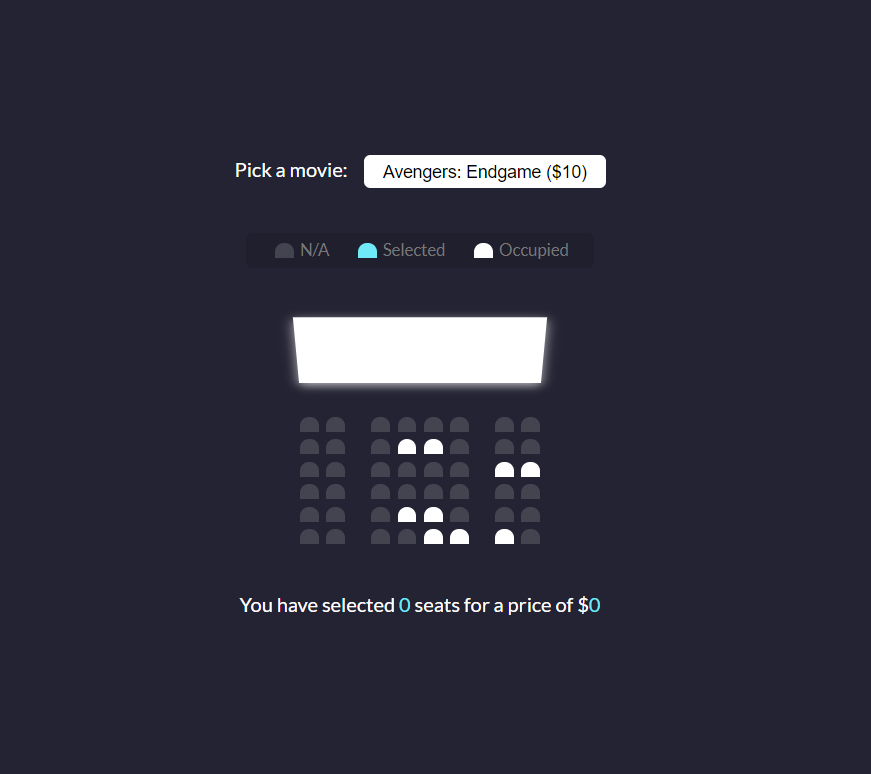 Pick a movie: Avengers: Endgame ($10)
N/A Selected Occupied
You have selected 0 seats for a price of $0